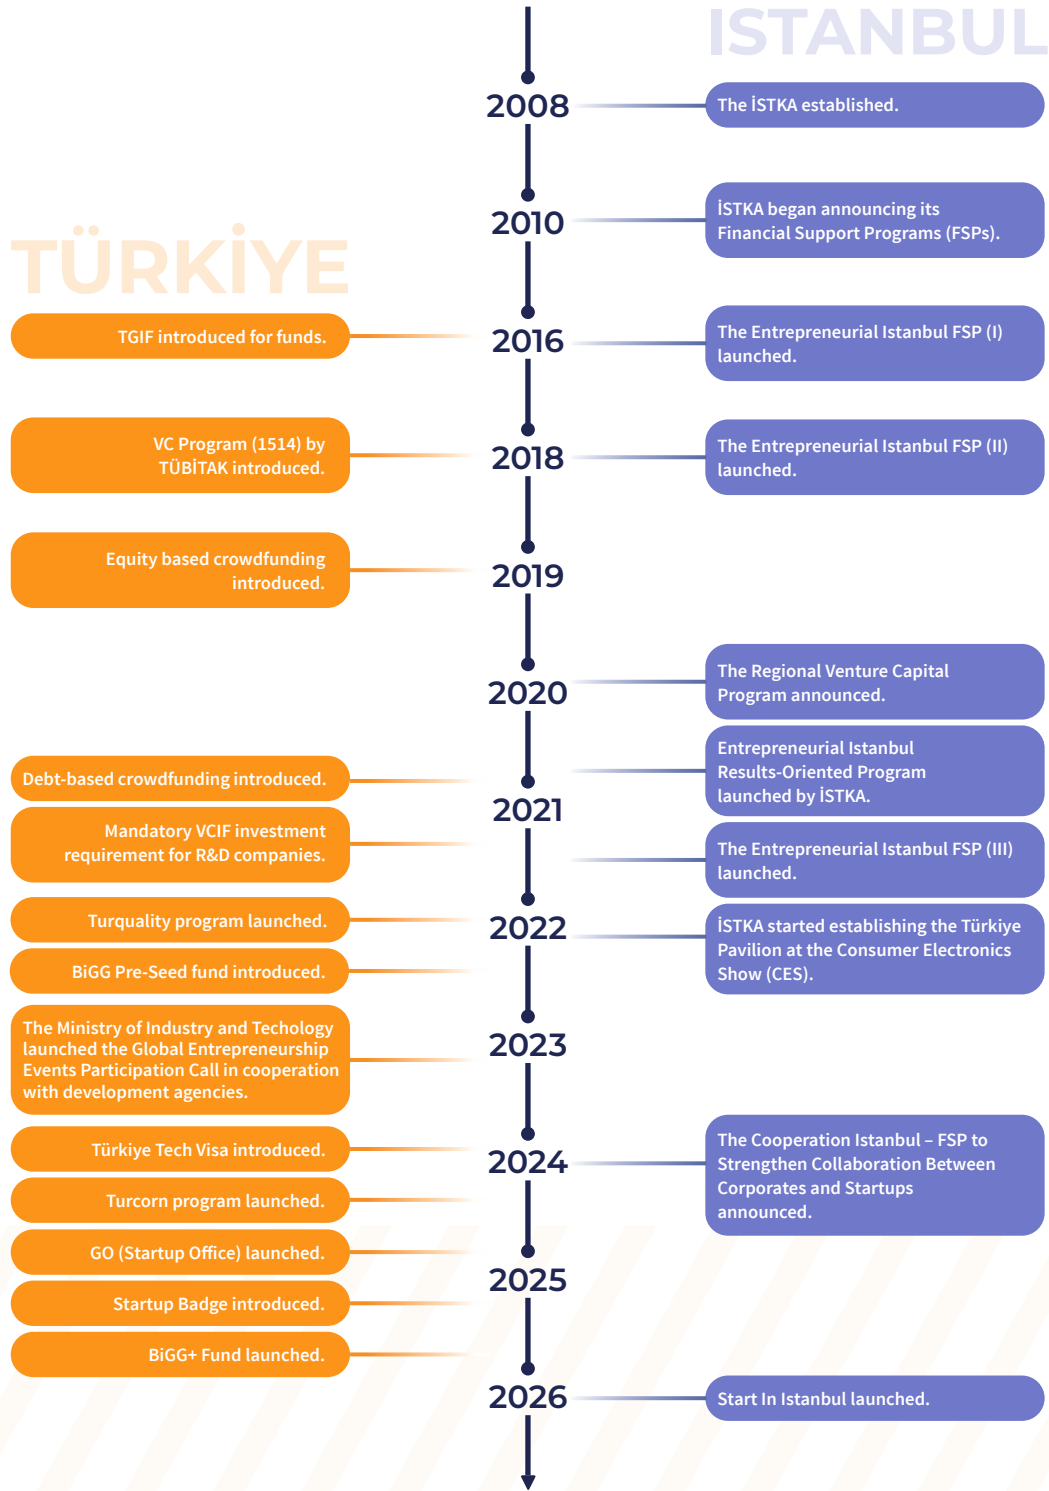 ISTANBUL
2008
The İSTKA established.
2010
İSTKA began announcing its
Financial Support Programs (FSPs).
TÜRKİYE
TGIF introduced for funds.
2016
The Entrepreneurial Istanbul FSP (I)
launched.
VC Program (1514) by
TÜBİTAK introduced.
2018
The Entrepreneurial Istanbul FSP (II)
launched.
Equity based crowdfunding
introduced.
2019
2020
The Regional Venture Capital
Program announced.
Entrepreneurial Istanbul
Results-Oriented Program
launched by İSTKA.
Debt-based crowdfunding introduced.
2021
Mandatory VCIF investment
requirement for R&D companies.
The Entrepreneurial Istanbul FSP (III)
launched.
Turquality program launched.
2022
İSTKA started establishing the Türkiye
Pavilion at the Consumer Electronics
Show (CES).
BiGG Pre-Seed fund introduced.
The Ministry of Industry and Techology
launched the Global Entrepreneurship
Events Participation Call in cooperation
with development agencies.
2023
Türkiye Tech Visa introduced.
2024
The Cooperation Istanbul – FSP to
Strengthen Collaboration Between
Corporates and Startups
announced.
Turcorn program launched.
GO (Startup Office) launched.
2025
Startup Badge introduced.
BiGG+ Fund launched.
2026
Start In Istanbul launched.